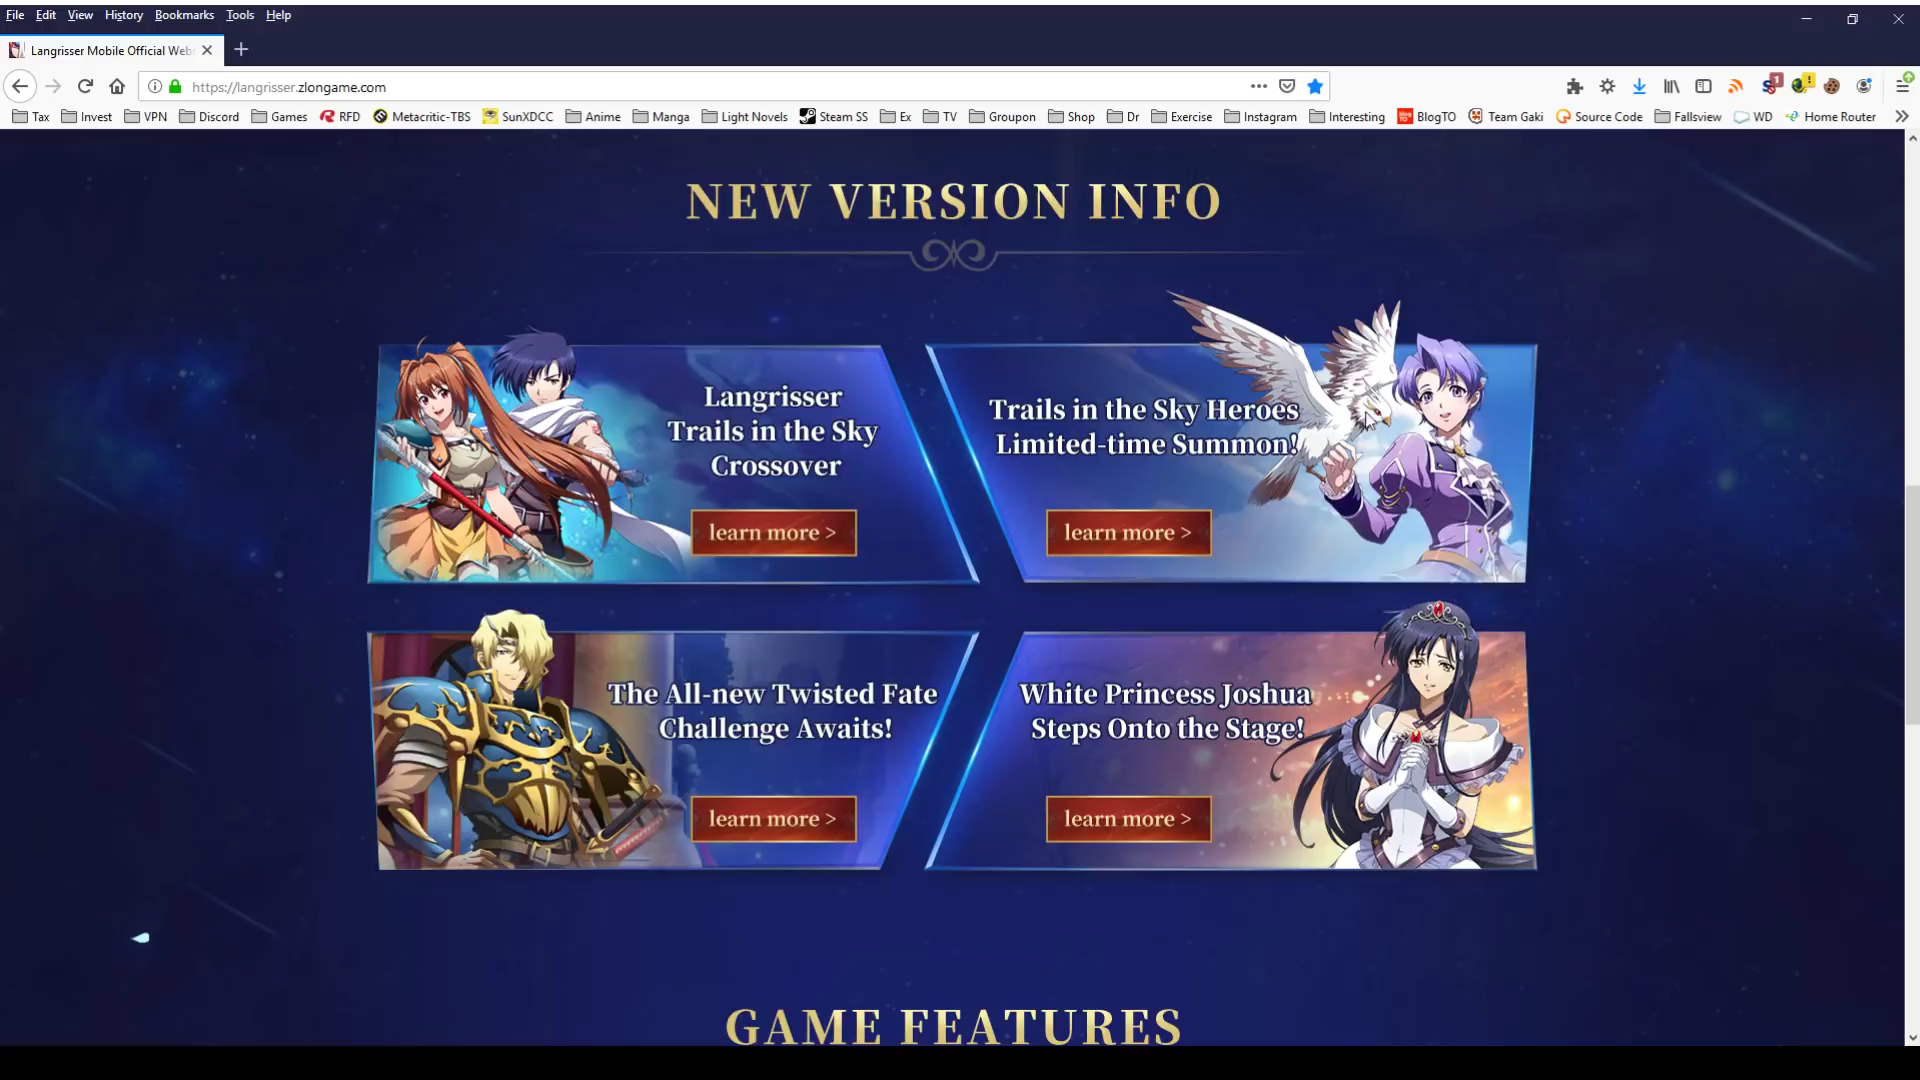 File Edit View History Bookmarks Tools Help
Langrisser Mobile Official Web
https://langrisser.zlongame.com
1
!
Tax Invest VPN Discord Games RFD Metacritic-TBS SunXDCC Anime Manga Light Novels Steam SS Ex TV Groupon Shop Dr Exercise Instagram Interesting BlogTO Team Gaki Source Code Fallsview WD Home Router
NEW VERSION INFO
Langrisser
Trails in the Sky
Crossover
learn more >
Trails in the Sky Heroes
Limited-time Summon!
learn more >
The All-new Twisted Fate
Challenge Awaits!
learn more >
White Princess Joshua
Steps Onto the Stage!
learn more >
GAME FEATURES